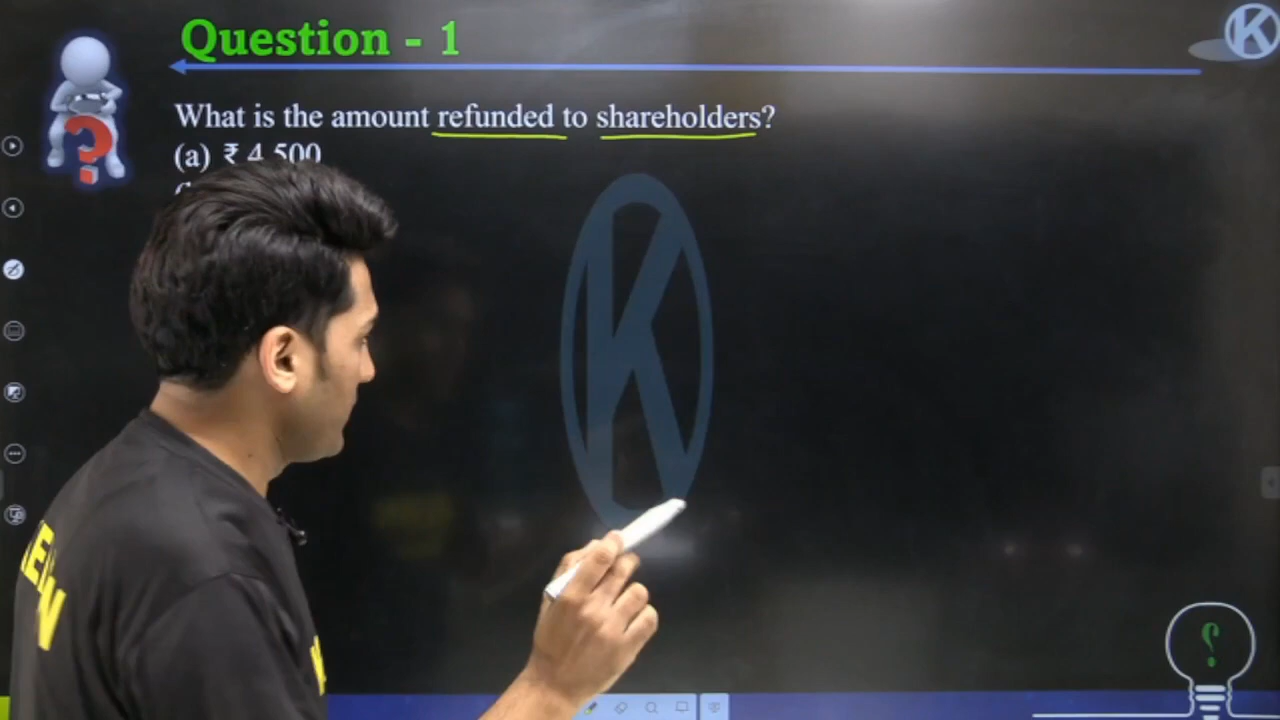 Question - 1
K
What is the amount refunded to shareholders?
(a) ₹ 4,500
K
?